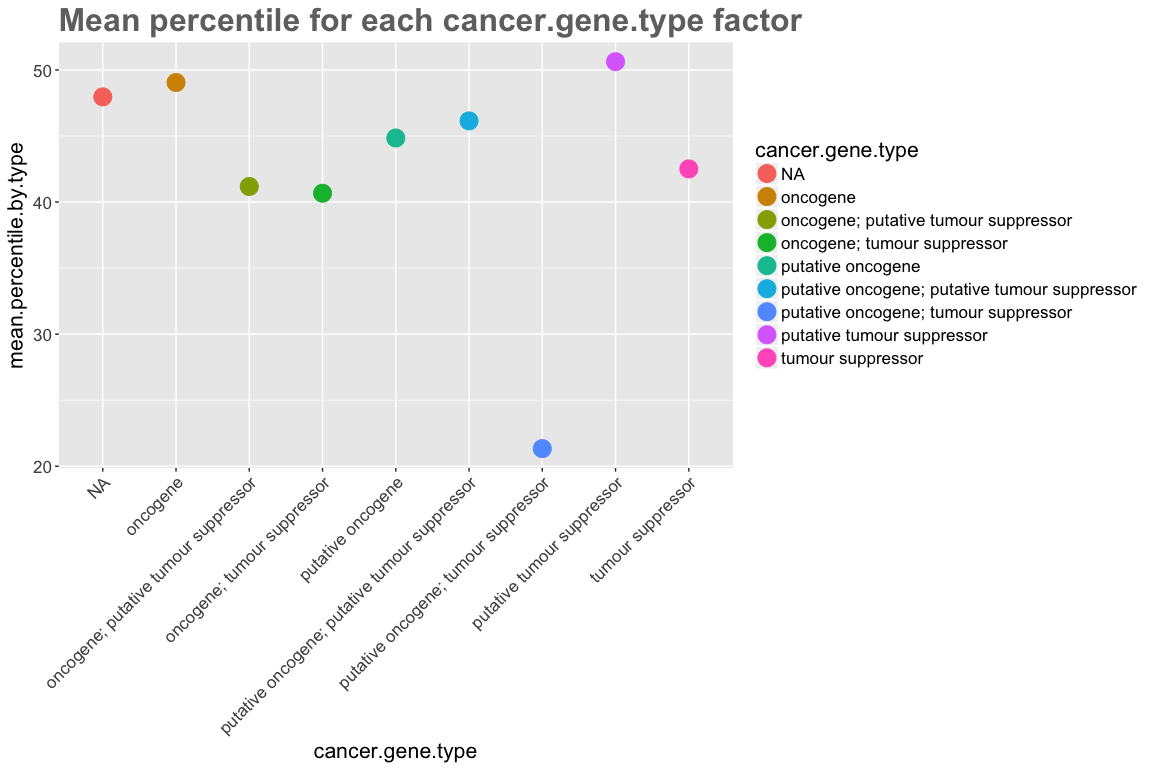 Mean percentile for each cancer.gene.type factor
mean.percentile.by.type
50
40
30
20
NA
oncogene
oncogene; putative tumour suppressor
oncogene; tumour suppressor
putative oncogene
putative oncogene; putative tumour suppressor
putative oncogene; tumour suppressor
putative tumour suppressor
tumour suppressor
cancer.gene.type
cancer.gene.type
NA
oncogene
oncogene; putative tumour suppressor
oncogene; tumour suppressor
putative oncogene
putative oncogene; putative tumour suppressor
putative oncogene; tumour suppressor
putative tumour suppressor
tumour suppressor